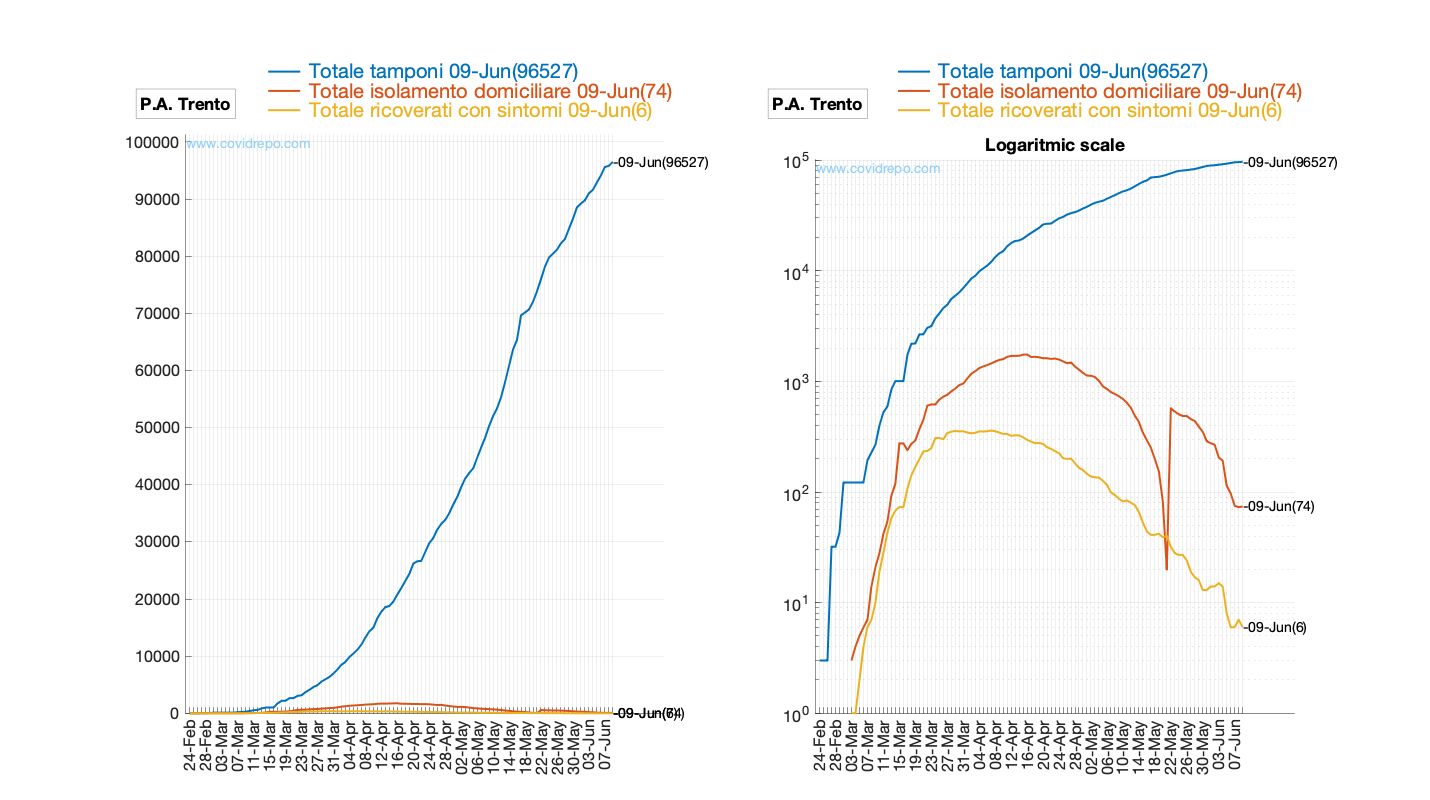 Totale tamponi 09-Jun(96527)
Totale isolamento domiciliare 09-Jun(74)
Totale ricoverati con sintomi 09-Jun(6)
P.A. Trento
www.covidrepo.com
100000
90000
80000
70000
60000
50000
40000
30000
20000
10000
0
-09-Jun(96527)
24-Feb
28-Feb
03-Mar
07-Mar
11-Mar
15-Mar
19-Mar
23-Mar
27-Mar
31-Mar
04-Apr
08-Apr
12-Apr
16-Apr
20-Apr
24-Apr
28-Apr
02-May
06-May
10-May
14-May
18-May
22-May
26-May
30-May
03-Jun
07-Jun
Totale tamponi 09-Jun(96527)
Totale isolamento domiciliare 09-Jun(74)
Totale ricoverati con sintomi 09-Jun(6)
P.A. Trento
Logaritmic scale
www.covidrepo.com
10^5
10^4
10^3
10^2
10^1
10^0
-09-Jun(96527)
-09-Jun(74)
-09-Jun(6)
24-Feb
28-Feb
03-Mar
07-Mar
11-Mar
15-Mar
19-Mar
23-Mar
27-Mar
31-Mar
04-Apr
08-Apr
12-Apr
16-Apr
20-Apr
24-Apr
28-Apr
02-May
06-May
10-May
14-May
18-May
22-May
26-May
30-May
03-Jun
07-Jun